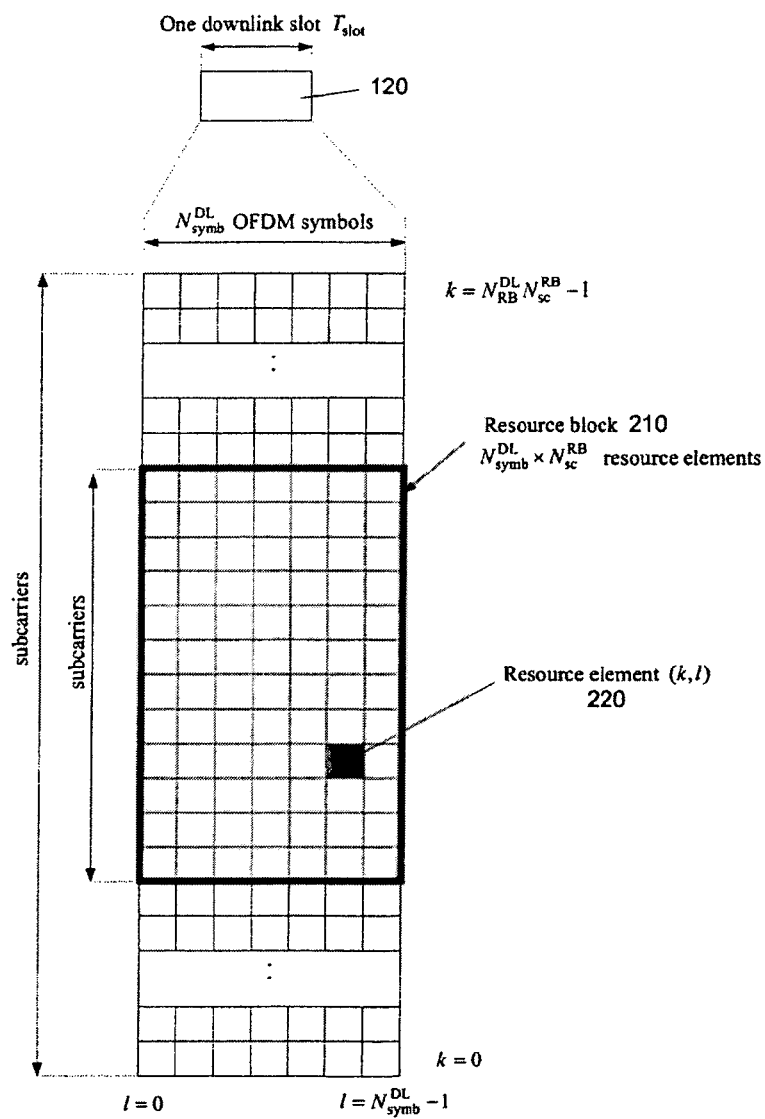 One downlink slot T_slot
120
N_symb^DL OFDM symbols
k = N_RB^DL N_sc^RB −1
Resource block 210
N_symb^DL × N_sc^RB resource elements
subcarriers
subcarriers
Resource element (k,l)
220
k = 0
l = 0
l = N_symb^DL −1